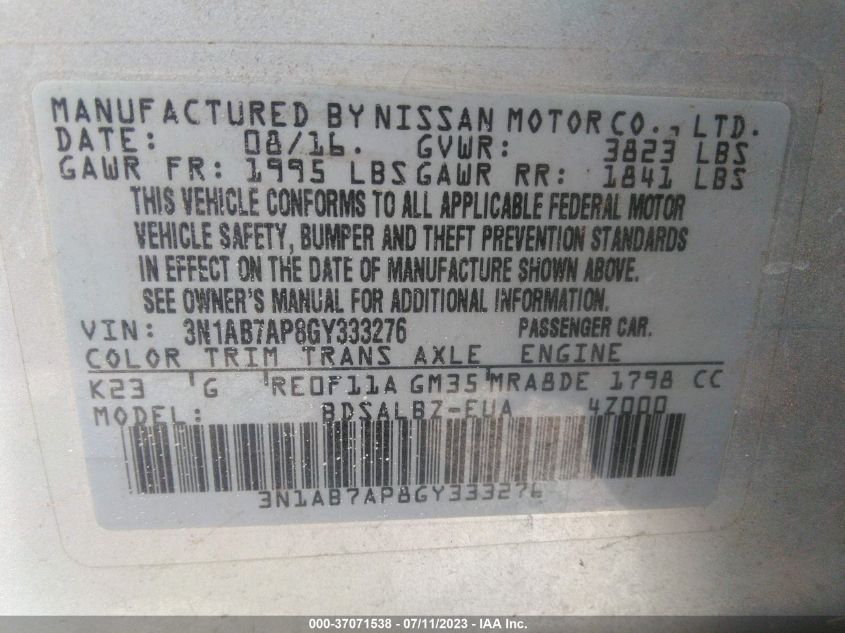 MANUFACTURED BY NISSAN MOTOR CO., LTD.
DATE: 08/16. GVWR: 3823 LBS
GAWR FR: 1995 LBS GAWR RR: 1841 LBS
THIS VEHICLE CONFORMS TO ALL APPLICABLE FEDERAL MOTOR
VEHICLE SAFETY, BUMPER AND THEFT PREVENTION STANDARDS
IN EFFECT ON THE DATE OF MANUFACTURE SHOWN ABOVE.
SEE OWNER'S MANUAL FOR ADDITIONAL INFORMATION.
VIN: 3N1AB7AP8GY333276 PASSENGER CAR.
COLOR TRIM TRANS AXLE ENGINE
K23 G RE0F11A GM35 MRA8DE 1798 CC
MODEL: BDSALBZ-EUA 4Z000
3N1AB7AP8GY333276
000-37071538 - 07/11/2023 - IAA Inc.